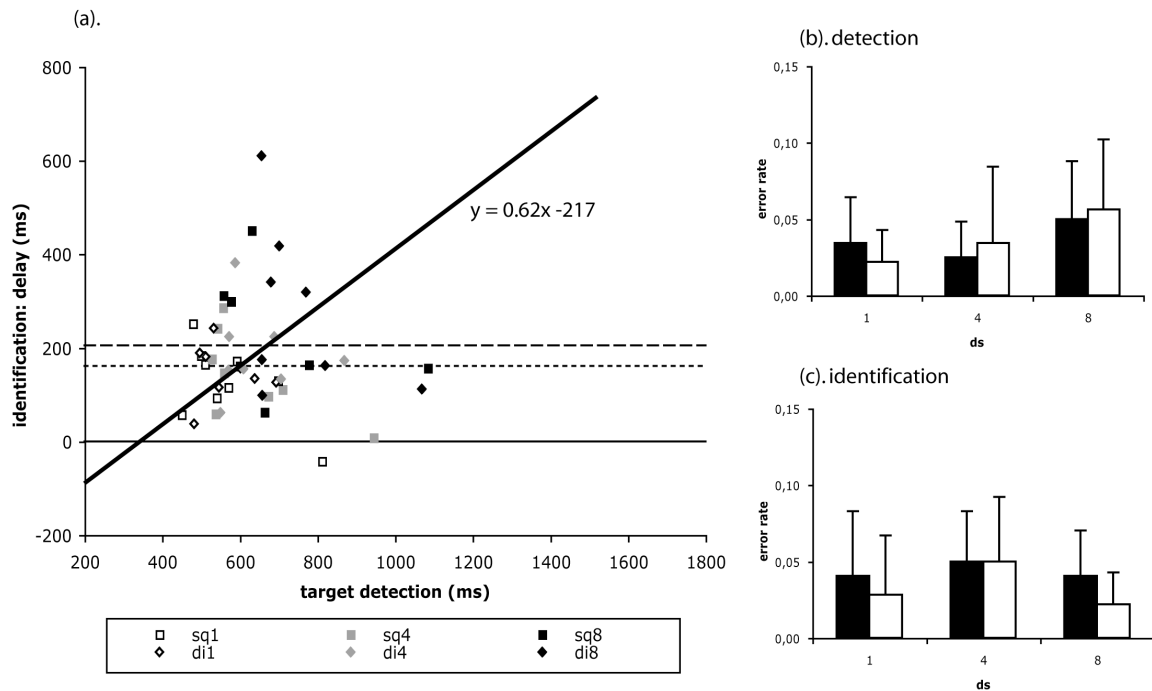 (a).
800
600
400
200
0
-200
identification: delay (ms)
y = 0.62x -217
200 400 600 800 1000 1200 1400 1600 1800
target detection (ms)
sq1 sq4 sq8
di1 di4 di8
(b). detection
0,15
0,10
0,05
0,00
error rate
1 4 8
ds
(c). identification
0,15
0,10
0,05
0,00
error rate
1 4 8
ds